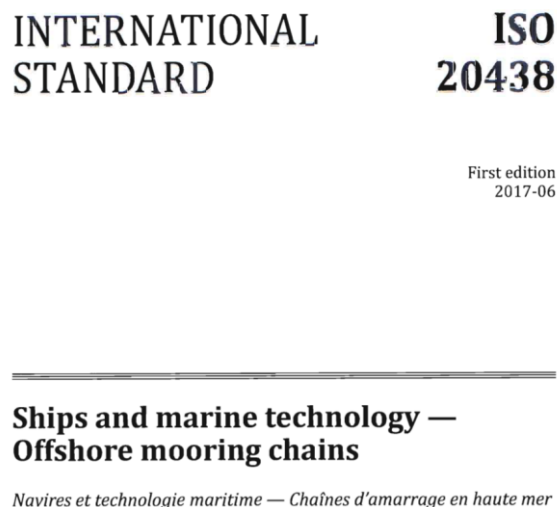 INTERNATIONAL
STANDARD
ISO
20438
First edition
2017-06
Ships and marine technology —
Offshore mooring chains
Navires et technologie maritime — Chaînes d'amarrage en haute mer